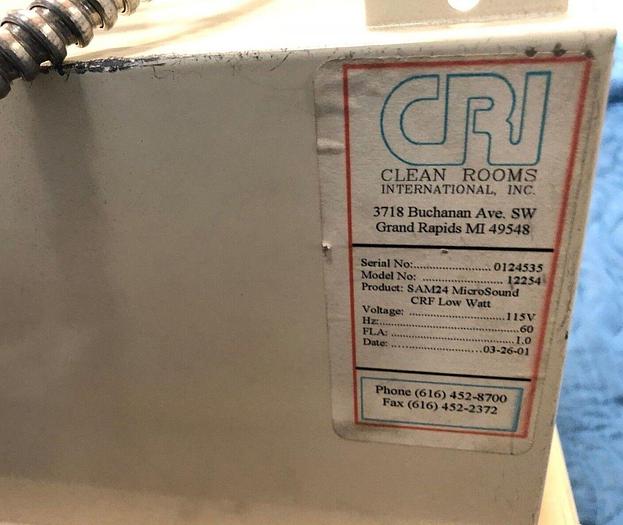 CRI
CLEAN ROOMS
INTERNATIONAL, INC.
3718 Buchanan Ave. SW
Grand Rapids MI 49548
Serial No:........................ 0124535
Model No: ......................... 12254
Product: SAM24 MicroSound
CRF Low Watt
Voltage: ..............................115V
Hz:............................................60
FLA: .......................................1.0
Date: .............................03-26-01
Phone (616) 452-8700
Fax (616) 452-2372